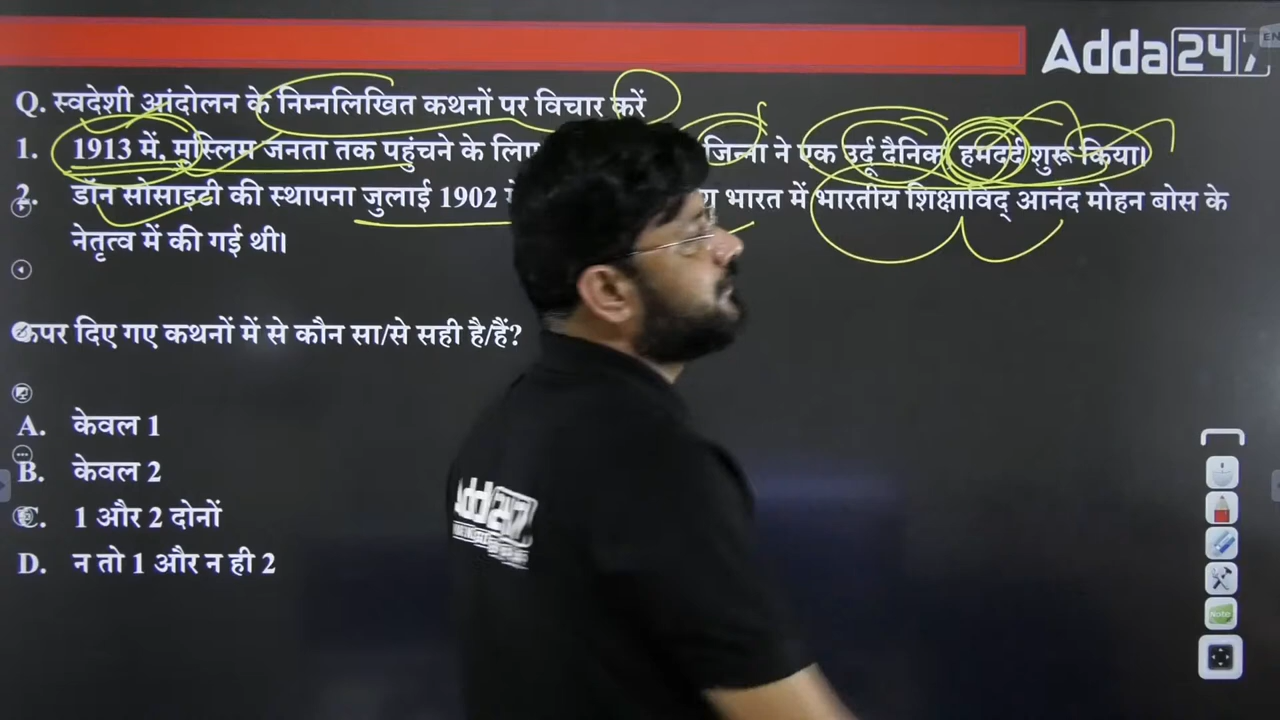 Adda247
Q. स्वदेशी आंदोलन के निम्नलिखित कथनों पर विचार करें
1. 1913 में, मुस्लिम जनता तक पहुंचने के लिए जिन्ना ने एक उर्दू दैनिक हमदर्द शुरू किया।
2. डॉन सोसाइटी की स्थापना जुलाई 1902 भारत में भारतीय शिक्षाविद् आनंद मोहन बोस के
नेतृत्व में की गई थी।
ऊपर दिए गए कथनों में से कौन सा/से सही है/हैं?
A. केवल 1
B. केवल 2
C. 1 और 2 दोनों
D. न तो 1 और न ही 2
EN
Note